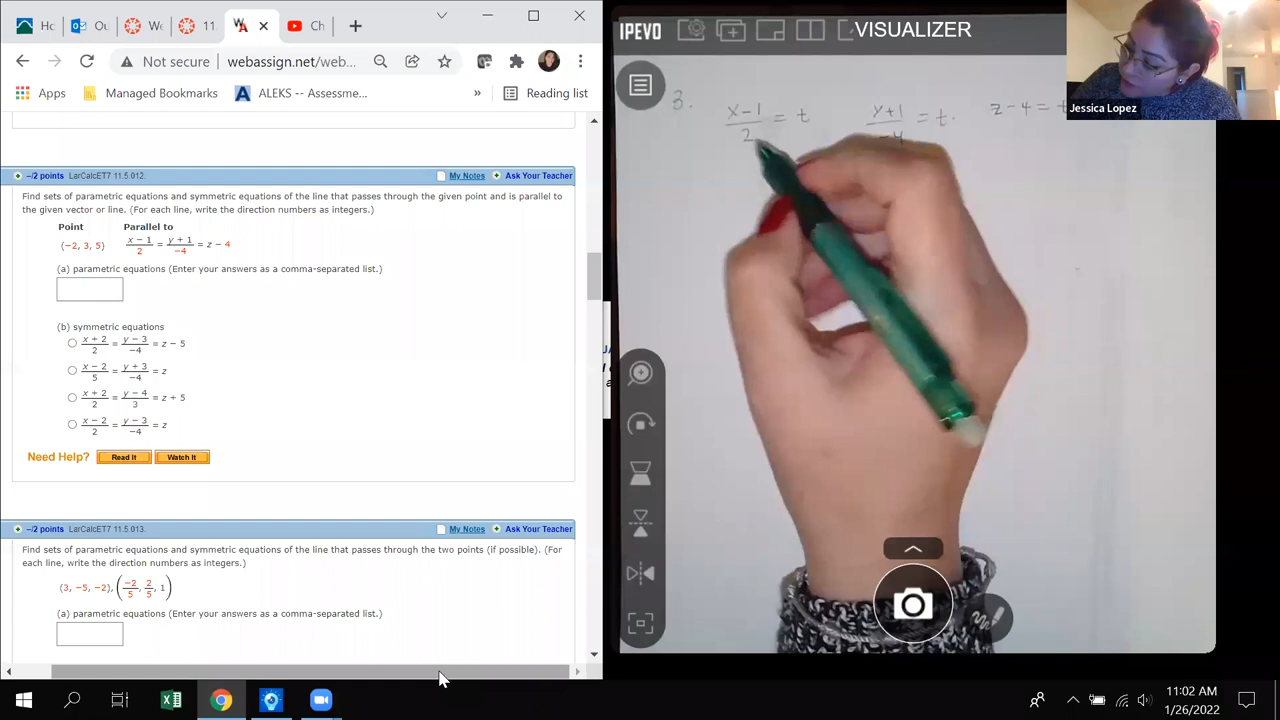 Not secure webassign.net/web...
Apps Managed Bookm ALEKS -- Assessme... » Reading list
–/2 points LarCalcET7 11.5.012. My Notes Ask Your Teacher
Find sets of parametric equations and symmetric equations of the line that passes through the given point and is parallel to
the given vector or line. (For each line, write the direction numbers as integers.)
Point Parallel to
(−2, 3, 5) (x − 1)/2 = (y + 1)/−4 = z − 4
(a) parametric equations (Enter your answers as a comma-separated list.)
(b) symmetric equations
(x + 2)/2 = (y − 3)/−4 = z − 5
(x − 2)/5 = (y + 3)/−4 = z
(x + 2)/2 = (y − 4)/3 = z + 5
(x − 2)/2 = (y − 3)/−4 = z
Need Help? Read It Watch It
–/2 points LarCalcET7 11.5.013. My Notes Ask Your Teacher
Find sets of parametric equations and symmetric equations of the line that passes through the two points (if possible). (For
each line, write the direction numbers as integers.)
(3, −5, −2), (−2/5, 2/5, 1)
(a) parametric equations (Enter your answers as a comma-separated list.)
IPEVO VISUALIZER
Jessica Lopez
3. (x−1)/2 = t (y+1)/−4 = t. z−4 = t
11:02 AM
1/26/2022